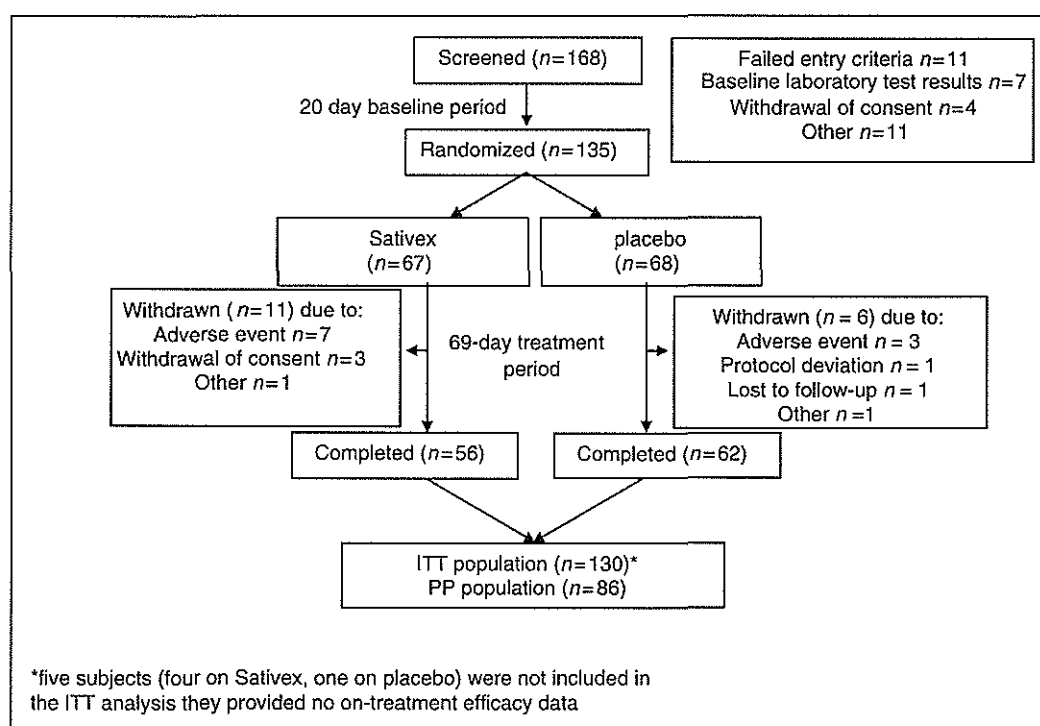 Screened (n=168)
Failed entry criteria n=11
Baseline laboratory test results n=7
Withdrawal of consent n=4
Other n=11
20 day baseline period
Randomized (n=135)
Sativex
(n=67)
placebo
(n=68)
Withdrawn (n=11) due to:
Adverse event n=7
Withdrawal of consent n=3
Other n=1
69-day treatment
period
Withdrawn (n = 6) due to:
Adverse event n = 3
Protocol deviation n = 1
Lost to follow-up n = 1
Other n =1
Completed (n=56)
Completed (n=62)
ITT population (n=130)*
PP population (n=86)
*five subjects (four on Sativex, one on placebo) were not included in
the ITT analysis they provided no on-treatment efficacy data